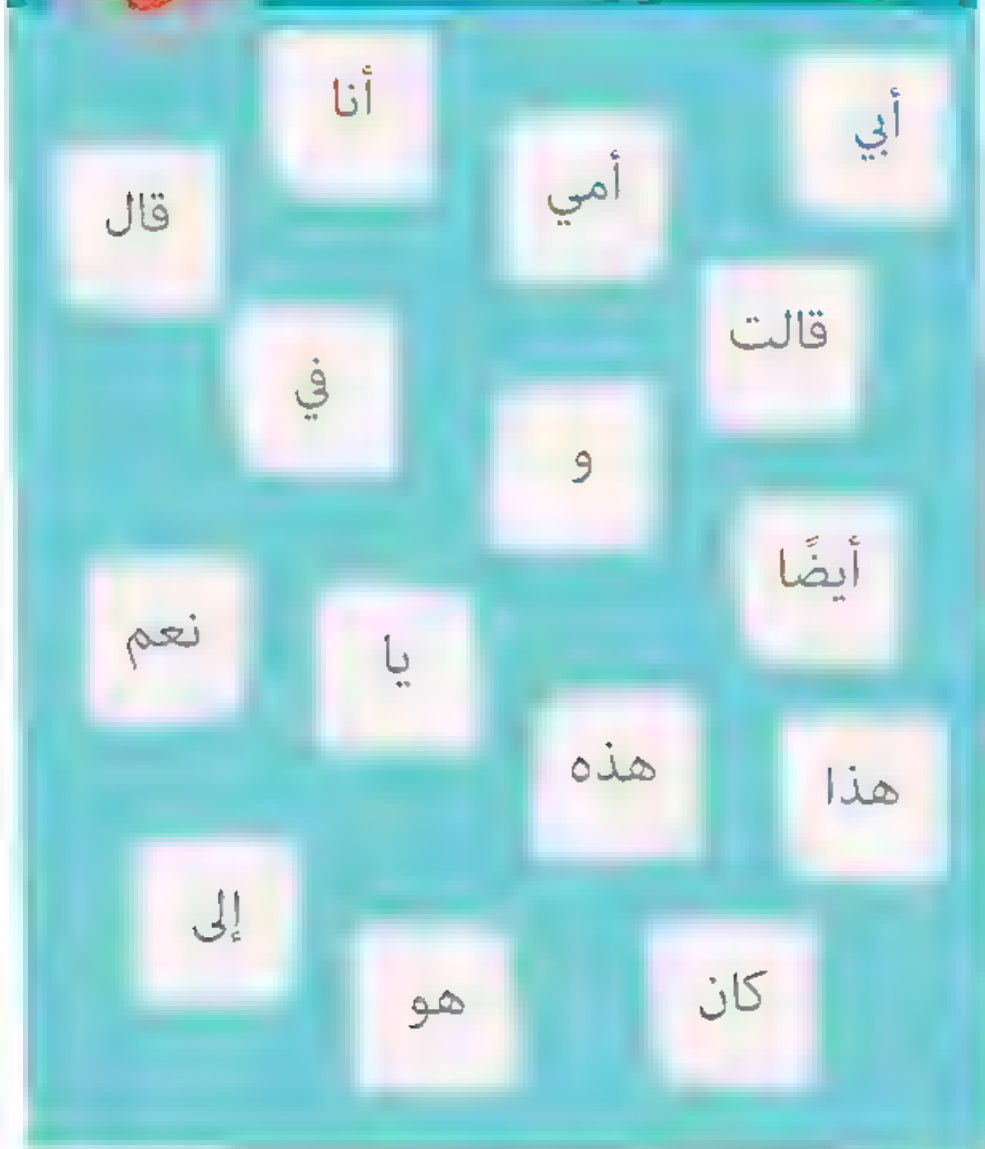 أبي
أنا
أمي
قال
قالت
في
و
أيضًا
نعم
يا
هذه
هذا
إلى
كان
هو